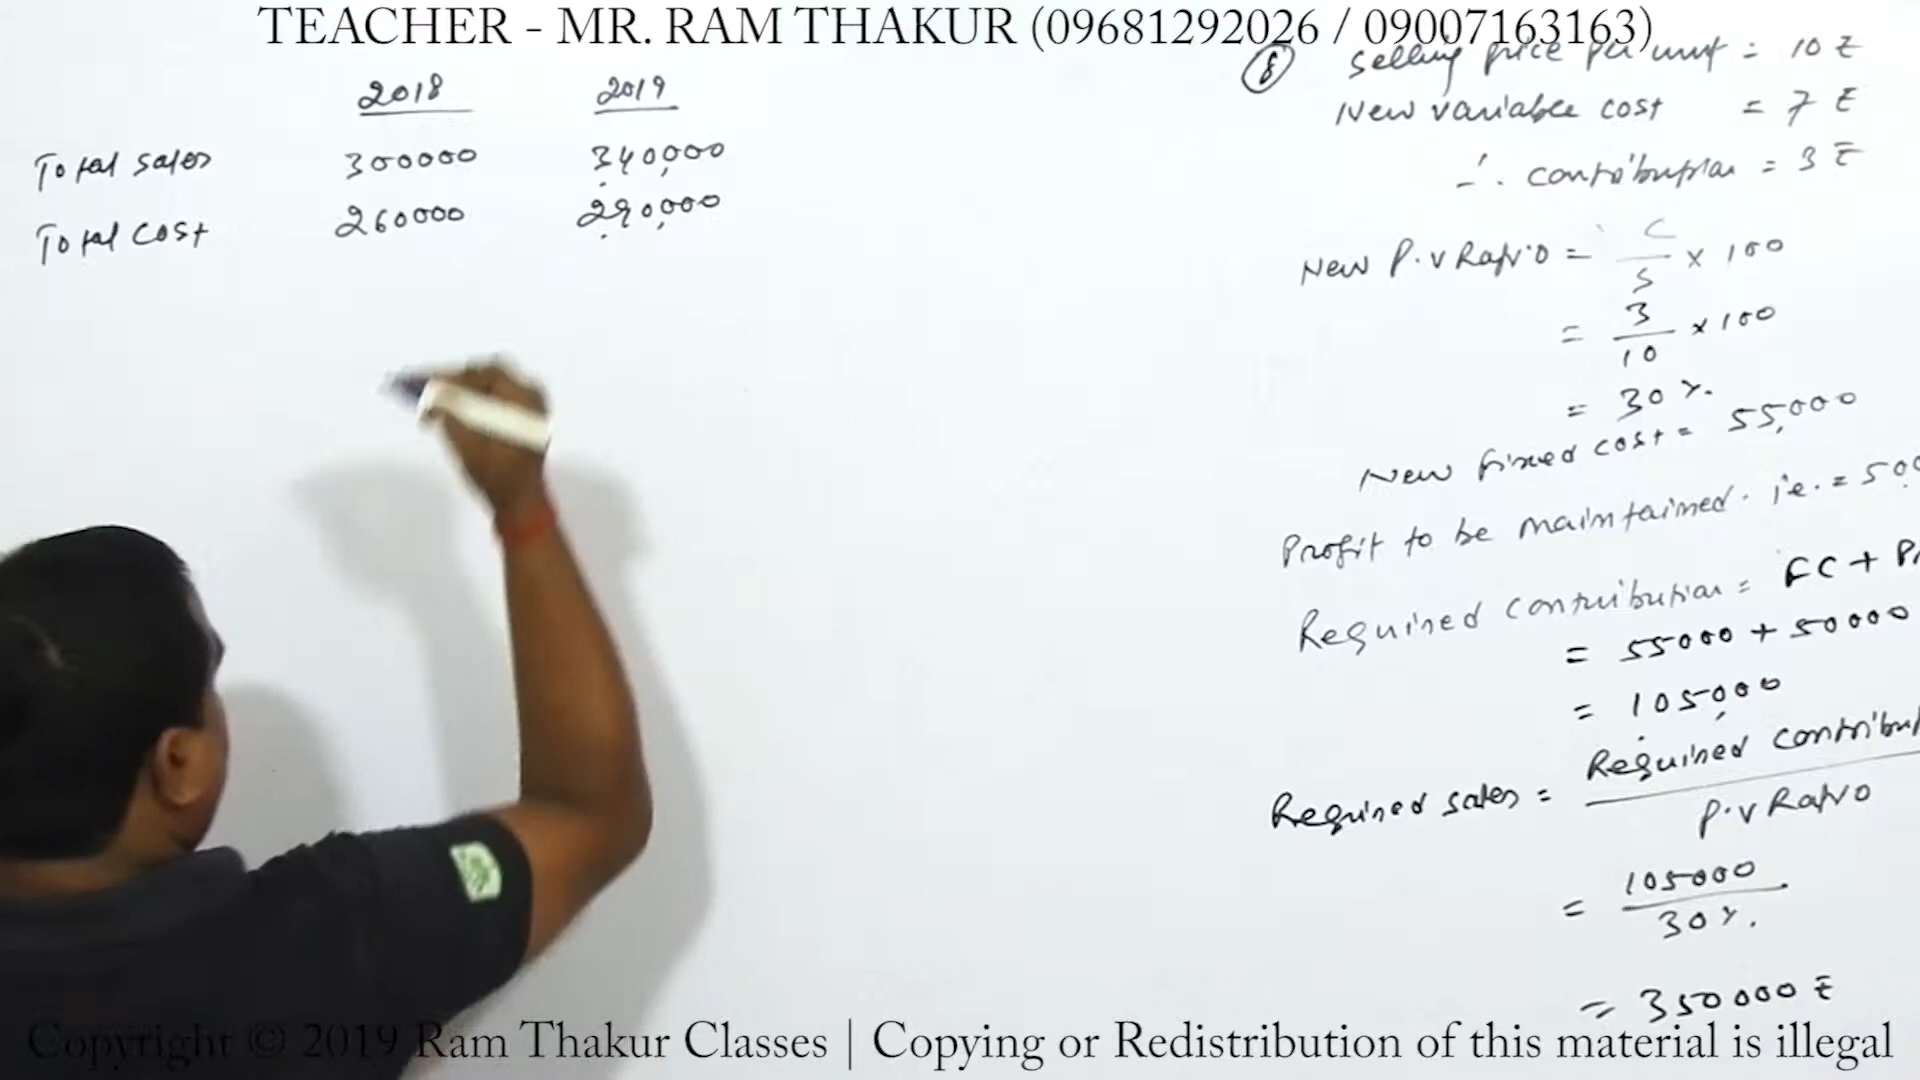 TEACHER - MR. RAM THAKUR (09681292026 / 09007163163)
2018 2019
Total sales 300000 340,000
Total cost 260000 290,000
8 Selling price per unit = 10 ₹
New variable cost = 7 ₹
∴ contribution = 3 ₹
New P.V Ratio = C/S × 100
= 3/10 × 100
= 30 %.
New fixed cost = 55,000
Profit to be maintained. i.e. = 50,0
Required contribution = FC + P
= 55000 + 50000
= 105,000
Required sales = Required contribu
P.V Ratio
= 105000
30 %.
= 350000 ₹
Copyright © 2019 Ram Thakur Classes | Copying or Redistribution of this material is illegal